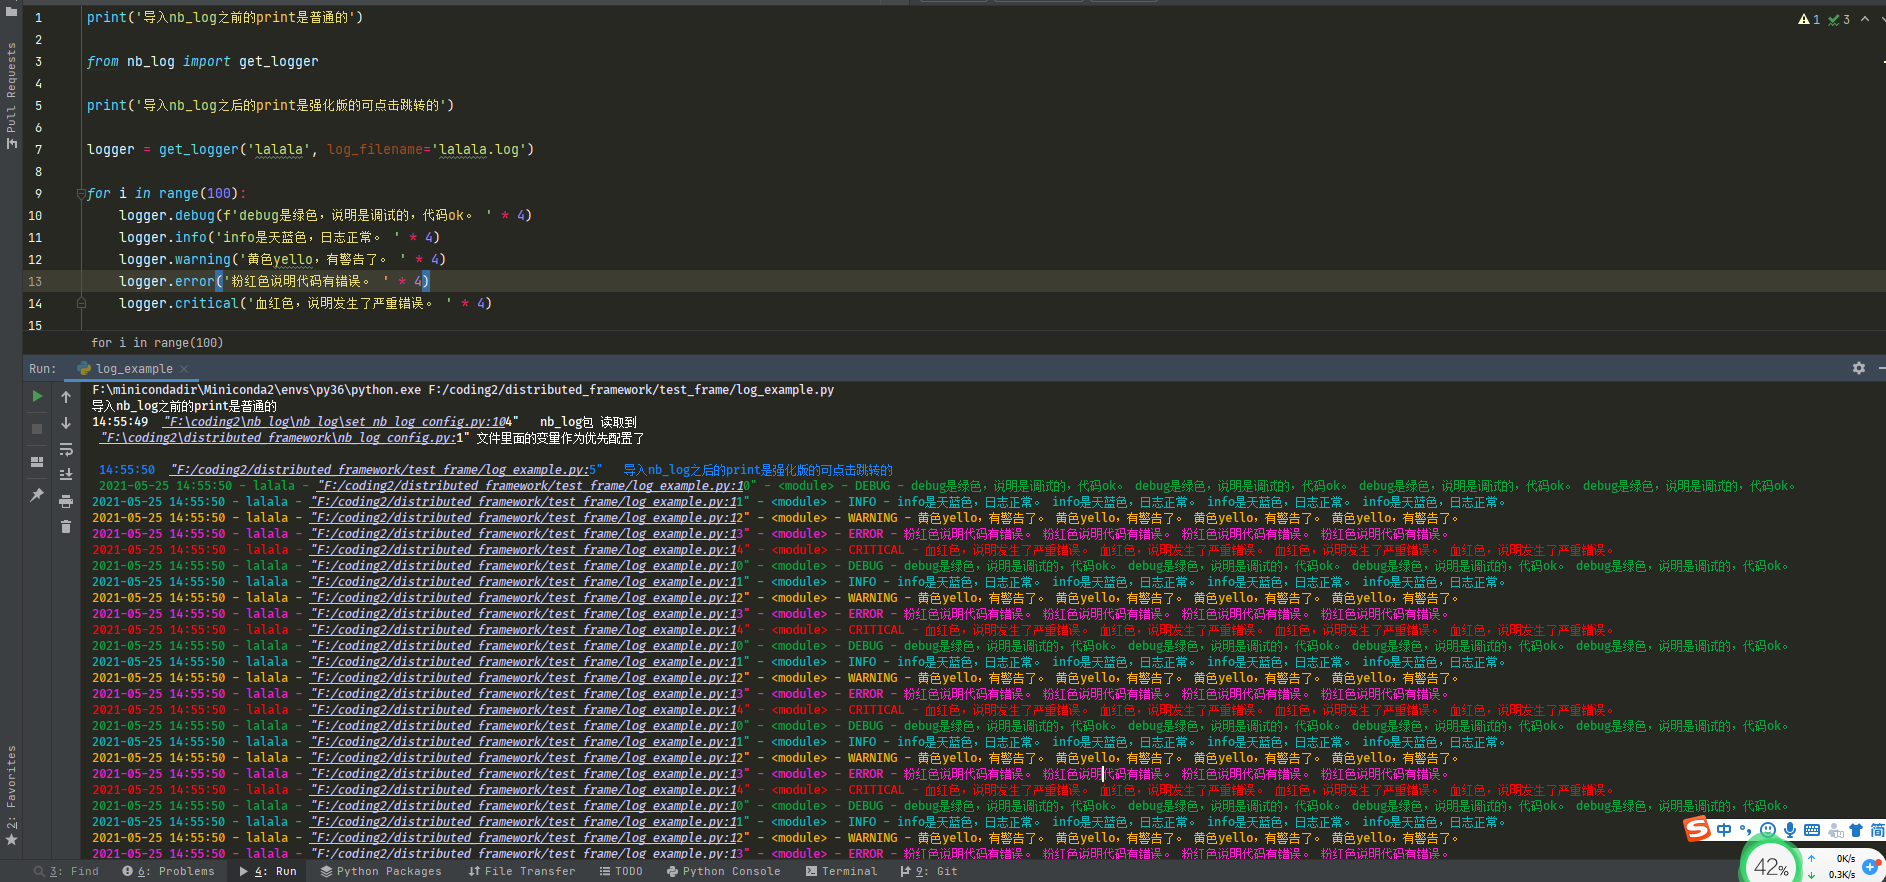 1 print('导入nb_log之前的print是普通的')
2
3 from nb_log import get_logger
4
5 print('导入nb_log之后的print是强化版的可点击跳转的')
6
7 logger = get_logger('lalala', log_filename='lalala.log')
8
9 for i in range(100):
10 logger.debug(f'debug是绿色，说明是调试的，代码ok。 ' * 4)
11 logger.info('info是天蓝色，日志正常。 ' * 4)
12 logger.warning('黄色yello，有警告了。 ' * 4)
13 logger.error('粉红色说明代码有错误。 ' * 4)
14 logger.critical('血红色，说明发生了严重错误。 ' * 4)
15
1 3
Pull Requests
for i in range(100)
Run: log_example
F:\minicondadir\Miniconda2\envs\py36\python.exe F:/coding2/distributed_framework/test_frame/log_example.py
导入nb_log之前的print是普通的
14:55:49 "F:\coding2\nb_log\nb_log\set_nb_log_config.py:104" nb_log包 读取到
"F:\coding2\distributed_framework\nb_log_config.py:1" 文件里面的变量作为优先配置了
14:55:50 "F:/coding2/distributed_framework/test_frame/log_example.py:5" 导入nb_log之后的print是强化版的可点击跳转的
2021-05-25 14:55:50 - lalala - "F:/coding2/distributed_framework/test_frame/log_example.py:10" - <module> - DEBUG - debug是绿色，说明是调试的，代码ok。 debug是绿色，说明是调试的，代码ok。 debug是绿色，说明是调试的，代码ok。 debug是绿色，说明是调试的，代码ok。
2021-05-25 14:55:50 - lalala - "F:/coding2/distributed_framework/test_frame/log_example.py:11" - <module> - INFO - info是天蓝色，日志正常。 info是天蓝色，日志正常。 info是天蓝色，日志正常。 info是天蓝色，日志正常。
2021-05-25 14:55:50 - lalala - "F:/coding2/distributed_framework/test_frame/log_example.py:12" - <module> - WARNING - 黄色yello，有警告了。 黄色yello，有警告了。 黄色yello，有警告了。 黄色yello，有警告了。
2021-05-25 14:55:50 - lalala - "F:/coding2/distributed_framework/test_frame/log_example.py:13" - <module> - ERROR - 粉红色说明代码有错误。 粉红色说明代码有错误。 粉红色说明代码有错误。 粉红色说明代码有错误。
2021-05-25 14:55:50 - lalala - "F:/coding2/distributed_framework/test_frame/log_example.py:14" - <module> - CRITICAL - 血红色，说明发生了严重错误。 血红色，说明发生了严重错误。 血红色，说明发生了严重错误。 血红色，说明发生了严重错误。
2021-05-25 14:55:50 - lalala - "F:/coding2/distributed_framework/test_frame/log_example.py:10" - <module> - DEBUG - debug是绿色，说明是调试的，代码ok。 debug是绿色，说明是调试的，代码ok。 debug是绿色，说明是调试的，代码ok。 debug是绿色，说明是调试的，代码ok。
2021-05-25 14:55:50 - lalala - "F:/coding2/distributed_framework/test_frame/log_example.py:11" - <module> - INFO - info是天蓝色，日志正常。 info是天蓝色，日志正常。 info是天蓝色，日志正常。 info是天蓝色，日志正常。
2021-05-25 14:55:50 - lalala - "F:/coding2/distributed_framework/test_frame/log_example.py:12" - <module> - WARNING - 黄色yello，有警告了。 黄色yello，有警告了。 黄色yello，有警告了。 黄色yello，有警告了。
2021-05-25 14:55:50 - lalala - "F:/coding2/distributed_framework/test_frame/log_example.py:13" - <module> - ERROR - 粉红色说明代码有错误。 粉红色说明代码有错误。 粉红色说明代码有错误。 粉红色说明代码有错误。
2021-05-25 14:55:50 - lalala - "F:/coding2/distributed_framework/test_frame/log_example.py:14" - <module> - CRITICAL - 血红色，说明发生了严重错误。 血红色，说明发生了严重错误。 血红色，说明发生了严重错误。 血红色，说明发生了严重错误。
2021-05-25 14:55:50 - lalala - "F:/coding2/distributed_framework/test_frame/log_example.py:10" - <module> - DEBUG - debug是绿色，说明是调试的，代码ok。 debug是绿色，说明是调试的，代码ok。 debug是绿色，说明是调试的，代码ok。 debug是绿色，说明是调试的，代码ok。
2021-05-25 14:55:50 - lalala - "F:/coding2/distributed_framework/test_frame/log_example.py:11" - <module> - INFO - info是天蓝色，日志正常。 info是天蓝色，日志正常。 info是天蓝色，日志正常。 info是天蓝色，日志正常。
2021-05-25 14:55:50 - lalala - "F:/coding2/distributed_framework/test_frame/log_example.py:12" - <module> - WARNING - 黄色yello，有警告了。 黄色yello，有警告了。 黄色yello，有警告了。 黄色yello，有警告了。
2021-05-25 14:55:50 - lalala - "F:/coding2/distributed_framework/test_frame/log_example.py:13" - <module> - ERROR - 粉红色说明代码有错误。 粉红色说明代码有错误。 粉红色说明代码有错误。 粉红色说明代码有错误。
2021-05-25 14:55:50 - lalala - "F:/coding2/distributed_framework/test_frame/log_example.py:14" - <module> - CRITICAL - 血红色，说明发生了严重错误。 血红色，说明发生了严重错误。 血红色，说明发生了严重错误。 血红色，说明发生了严重错误。
2021-05-25 14:55:50 - lalala - "F:/coding2/distributed_framework/test_frame/log_example.py:10" - <module> - DEBUG - debug是绿色，说明是调试的，代码ok。 debug是绿色，说明是调试的，代码ok。 debug是绿色，说明是调试的，代码ok。 debug是绿色，说明是调试的，代码ok。
2021-05-25 14:55:50 - lalala - "F:/coding2/distributed_framework/test_frame/log_example.py:11" - <module> - INFO - info是天蓝色，日志正常。 info是天蓝色，日志正常。 info是天蓝色，日志正常。 info是天蓝色，日志正常。
2021-05-25 14:55:50 - lalala - "F:/coding2/distributed_framework/test_frame/log_example.py:12" - <module> - WARNING - 黄色yello，有警告了。 黄色yello，有警告了。 黄色yello，有警告了。 黄色yello，有警告了。
2021-05-25 14:55:50 - lalala - "F:/coding2/distributed_framework/test_frame/log_example.py:13" - <module> - ERROR - 粉红色说明代码有错误。 粉红色说明代码有错误。 粉红色说明代码有错误。 粉红色说明代码有错误。
2021-05-25 14:55:50 - lalala - "F:/coding2/distributed_framework/test_frame/log_example.py:14" - <module> - CRITICAL - 血红色，说明发生了严重错误。 血红色，说明发生了严重错误。 血红色，说明发生了严重错误。 血红色，说明发生了严重错误。
2021-05-25 14:55:50 - lalala - "F:/coding2/distributed_framework/test_frame/log_example.py:10" - <module> - DEBUG - debug是绿色，说明是调试的，代码ok。 debug是绿色，说明是调试的，代码ok。 debug是绿色，说明是调试的，代码ok。 debug是绿色，说明是调试的，代码ok。
2021-05-25 14:55:50 - lalala - "F:/coding2/distributed_framework/test_frame/log_example.py:11" - <module> - INFO - info是天蓝色，日志正常。 info是天蓝色，日志正常。 info是天蓝色，日志正常。 info是天蓝色，日志正常。
2021-05-25 14:55:50 - lalala - "F:/coding2/distributed_framework/test_frame/log_example.py:12" - <module> - WARNING - 黄色yello，有警告了。 黄色yello，有警告了。 黄色yello，有警告了。 黄色yello，有警告了。
2021-05-25 14:55:50 - lalala - "F:/coding2/distributed_framework/test_frame/log_example.py:13" - <module> - ERROR - 粉红色说明代码有错误。 粉红色说明代码有错误。 粉红色说明代码有错误。 粉红色说明代码有错误。
2: Favorites
中 简
3: Find 6: Problems 4: Run Python Packages File Transfer TODO Python Console Terminal 9: Git
42% 0K/s
0.3K/s